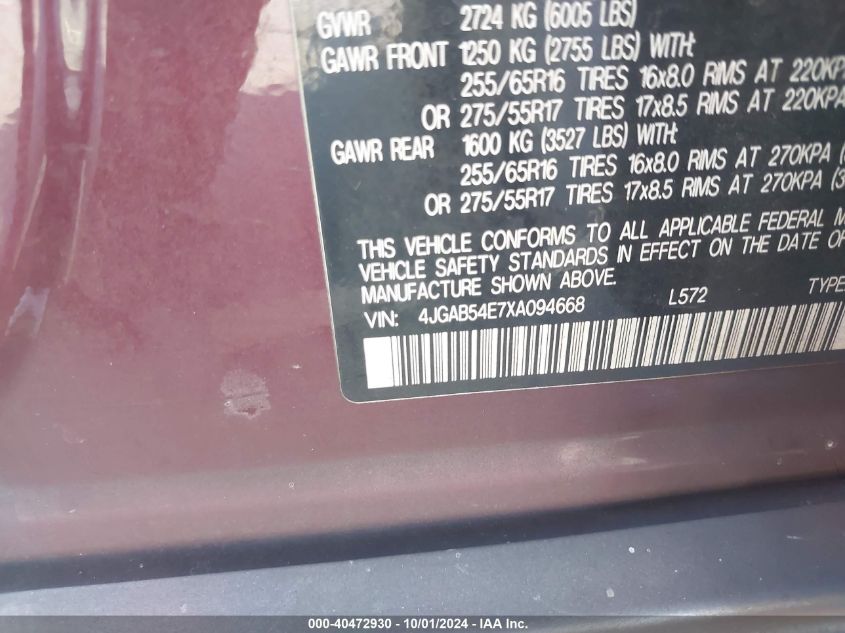 GVWR 2724 KG (6005 LBS)
GAWR FRONT 1250 KG (2755 LBS) WITH:
255/65R16 TIRES 16x8.0 RIMS AT 220KPA
OR 275/55R17 TIRES 17x8.5 RIMS AT 220KPA
GAWR REAR 1600 KG (3527 LBS) WITH:
255/65R16 TIRES 16x8.0 RIMS AT 270KPA (
OR 275/55R17 TIRES 17x8.5 RIMS AT 270KPA (3
THIS VEHICLE CONFORMS TO ALL APPLICABLE FEDERAL M
VEHICLE SAFETY STANDARDS IN EFFECT ON THE DATE OF
MANUFACTURE SHOWN ABOVE.
VIN: 4JGAB54E7XA094668 L572 TYPE
000-40472930 - 10/01/2024 - IAA Inc.